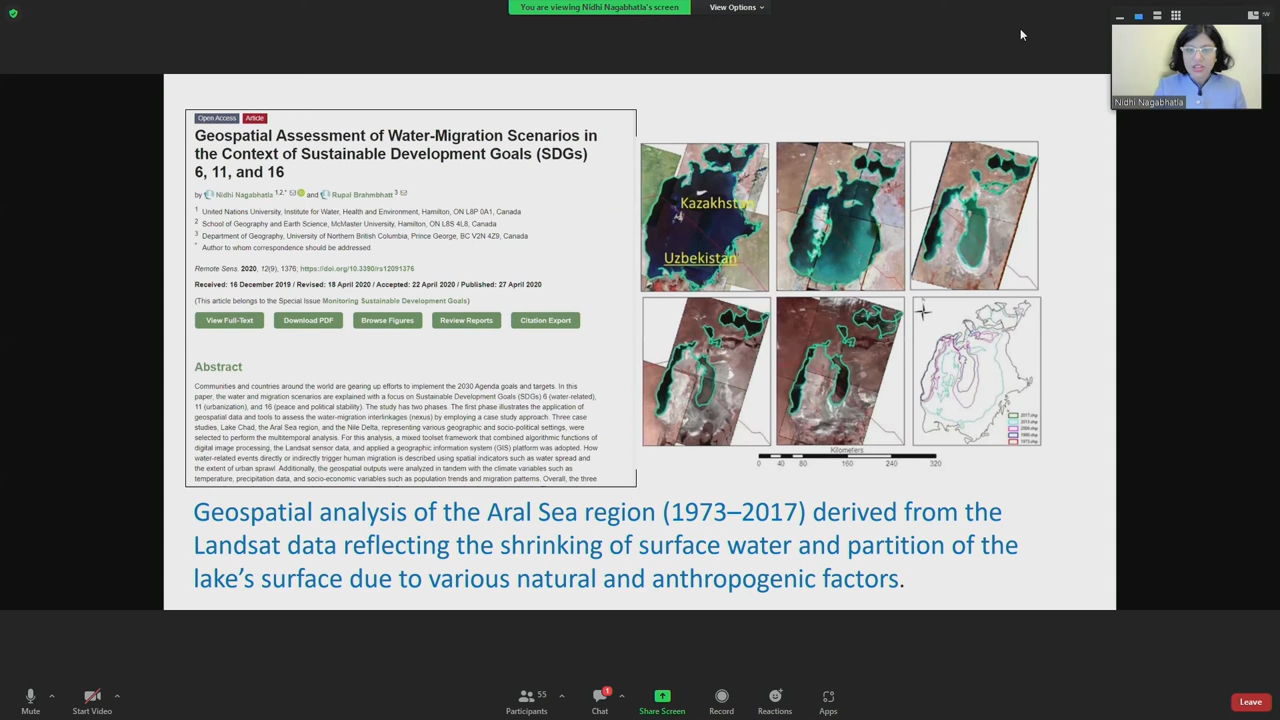 You are viewing Nidhi Nagabhatla's screen
View Options
Nidhi Nagabhatla
Open Access Article
Geospatial Assessment of Water-Migration Scenarios in
the Context of Sustainable Development Goals (SDGs)
6, 11, and 16
by Nidhi Nagabhatla 1,2,* and Rupal Brahmbhatt 3
1 United Nations University, Institute for Water, Health and Environment, Hamilton, ON L8P 0A1, Canada
2 School of Geography and Earth Science, McMaster University, Hamilton, ON L8S 4L8, Canada
3 Department of Geography, University of Northern British Columbia, Prince George, BC V2N 4Z9, Canada
* Author to whom correspondence should be addressed.
Remote Sens. 2020, 12(9), 1376; https://doi.org/10.3390/rs12091376
Received: 16 December 2019 / Revised: 18 April 2020 / Accepted: 22 April 2020 / Published: 27 April 2020
(This article belongs to the Special Issue Monitoring Sustainable Development Goals)
View Full-Text Download PDF Browse Figures Review Reports Citation Export
Abstract
Communities and countries around the world are gearing up efforts to implement the 2030 Agenda goals and targets. In this
paper, the water and migration scenarios are explained with a focus on Sustainable Development Goals (SDGs) 6 (water-related),
11 (urbanization), and 16 (peace and political stability). The study has two phases. The first phase illustrates the application of
geospatial data and tools to assess the water-migration interlinkages (nexus) by employing a case study approach. Three case
studies, Lake Chad, the Aral Sea region, and the Nile Delta, representing various geographic and socio-political settings, were
selected to perform the multitemporal analysis. For this analysis, a mixed toolset framework that combined algorithmic functions of
digital image processing, the Landsat sensor data, and applied a geographic information system (GIS) platform was adopted. How
water-related events directly or indirectly trigger human migration is described using spatial indicators such as water spread and
the extent of urban sprawl. Additionally, the geospatial outputs were analyzed in tandem with the climate variables such as
temperature, precipitation data, and socio-economic variables such as population trends and migration patterns. Overall, the three
Kazakhstan
Uzbekistan
Kilometers
0 40 80 160 240 320
Geospatial analysis of the Aral Sea region (1973–2017) derived from the
Landsat data reflecting the shrinking of surface water and partition of the
lake's surface due to various natural and anthropogenic factors.
Mute
Start Video
55
Participants
1
Chat
Share Screen
Record
Reactions
Apps
Leave